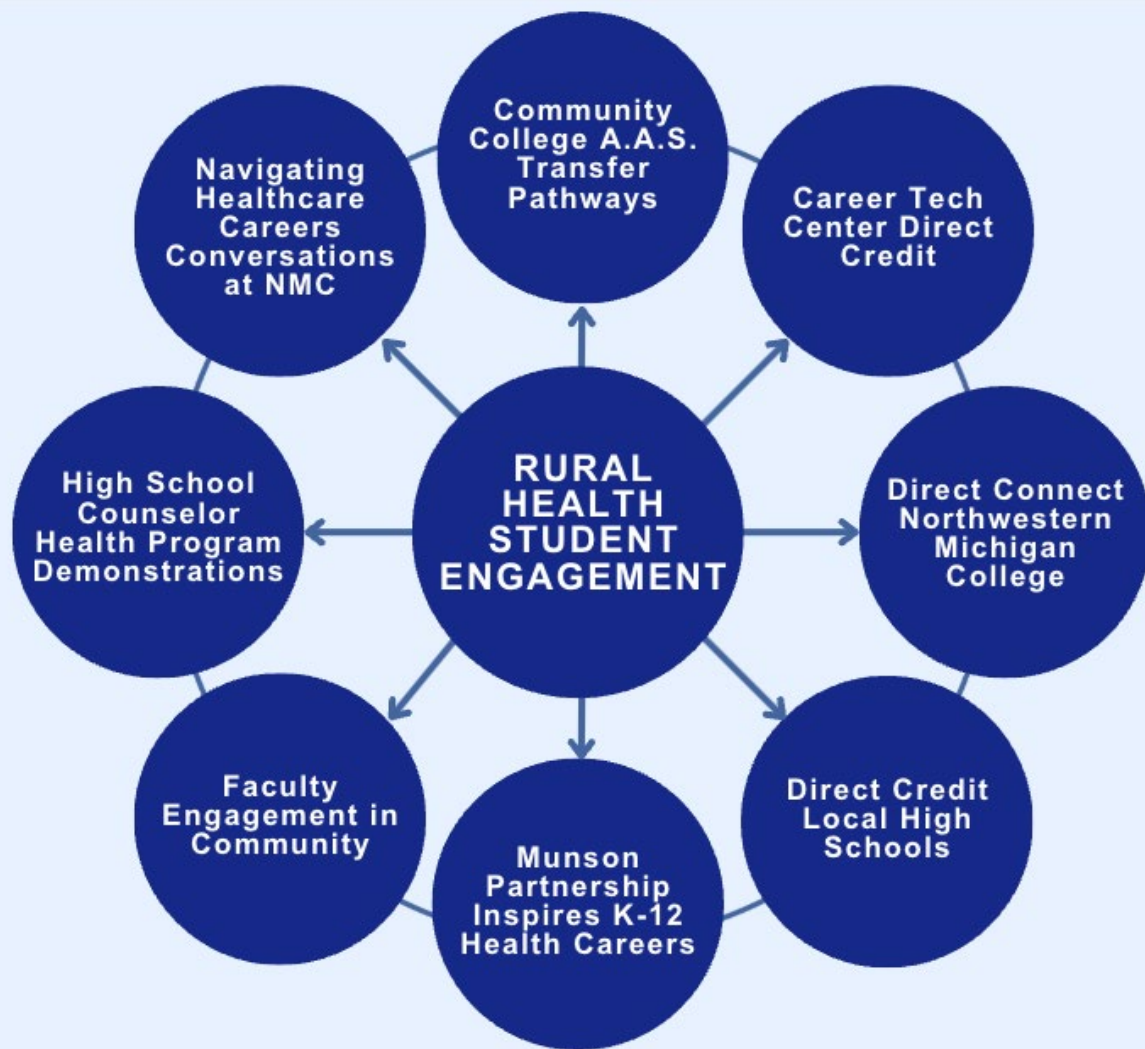 Community
College A.A.S.
Transfer
Pathways
Navigating
Healthcare
Careers
Conversations
at NMC
Career Tech
Center Direct
Credit
High School
Counselor
Health Program
Demonstrations
RURAL
HEALTH
STUDENT
ENGAGEMENT
Direct Connect
Northwestern
Michigan
College
Faculty
Engagement in
Community
Munson
Partnership
Inspires K-12
Health Careers
Direct Credit
Local High
Schools